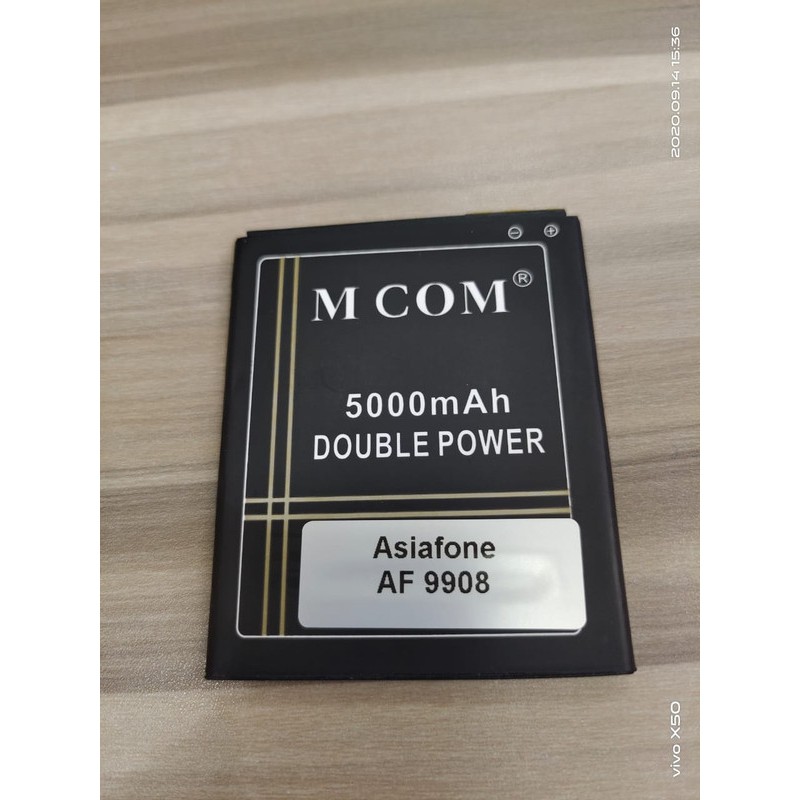 2020.09.14 15:36
M COM®
5000mAh
DOUBLE POWER
Asiafone
AF 9908
vivo X50